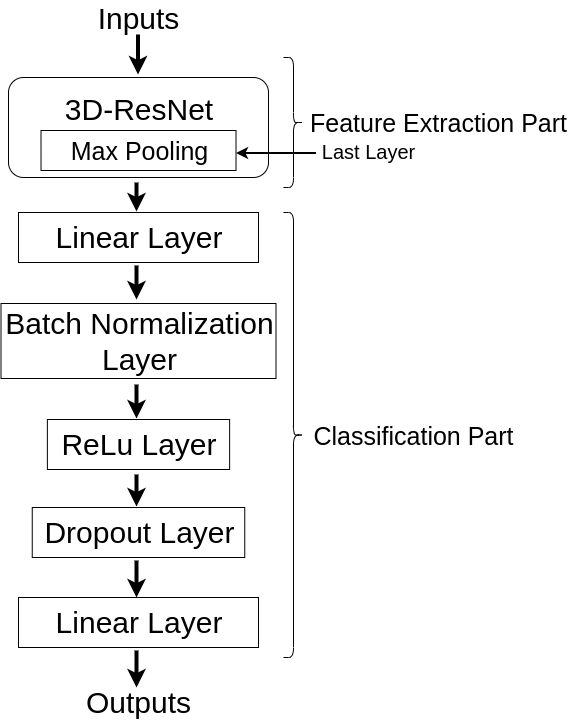 Inputs
3D-ResNet
Feature Extraction Part
Max Pooling
Last Layer
Linear Layer
Batch Normalization
Layer
ReLu Layer
Classification Part
Dropout Layer
Linear Layer
Outputs